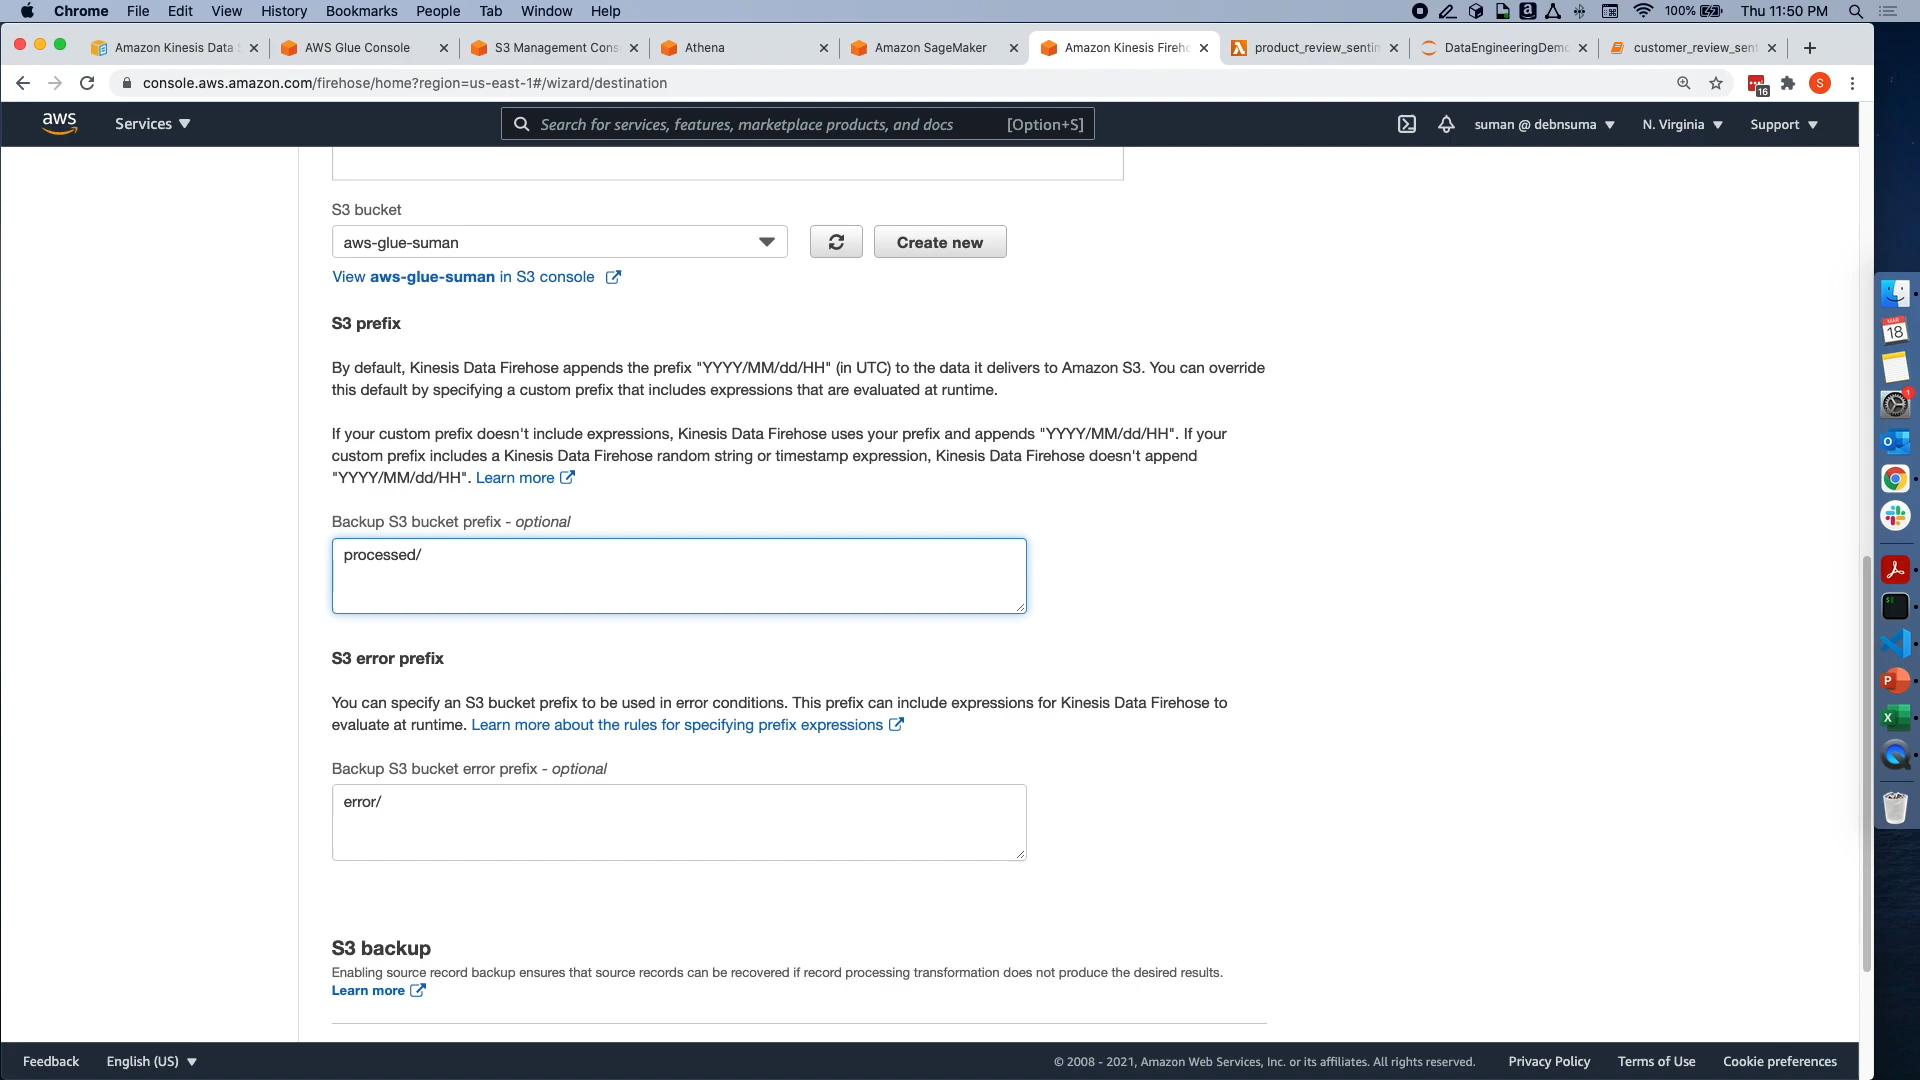 Chrome File Edit View History Bookmarks People Tab Window Help
100%
Thu 11:50 PM
Amazon Kinesis Data
AWS Glue Console
S3 Management Cons
Athena
Amazon SageMaker
Amazon Kinesis Fireho
product_review_sentin
DataEngineeringDemo
customer_review_sent
console.aws.amazon.com/firehose/home?region=us-east-1#/wizard/destination
16
S
aws
Services
Search for services, features, marketplace products, and docs [Option+S]
suman @ debnsuma
N. Virginia
Support
S3 bucket
aws-glue-suman
Create new
View aws-glue-suman in S3 console
S3 prefix
By default, Kinesis Data Firehose appends the prefix "YYYY/MM/dd/HH" (in UTC) to the data it delivers to Amazon S3. You can override
this default by specifying a custom prefix that includes expressions that are evaluated at runtime.
If your custom prefix doesn't include expressions, Kinesis Data Firehose uses your prefix and appends "YYYY/MM/dd/HH". If your
custom prefix includes a Kinesis Data Firehose random string or timestamp expression, Kinesis Data Firehose doesn't append
"YYYY/MM/dd/HH". Learn more
Backup S3 bucket prefix - optional
processed/
S3 error prefix
You can specify an S3 bucket prefix to be used in error conditions. This prefix can include expressions for Kinesis Data Firehose to
evaluate at runtime. Learn more about the rules for specifying prefix expressions
Backup S3 bucket error prefix - optional
error/
S3 backup
Enabling source record backup ensures that source records can be recovered if record processing transformation does not produce the desired results.
Learn more
Feedback
English (US)
© 2008 - 2021, Amazon Web Services, Inc. or its affiliates. All rights reserved.
Privacy Policy
Terms of Use
Cookie preferences
MAR
18
1